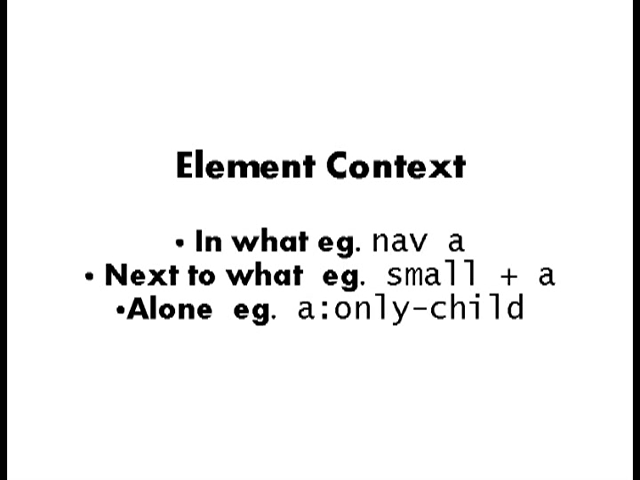 Element Context
• In what eg. nav a
• Next to what eg. small + a
•Alone eg. a:only-child